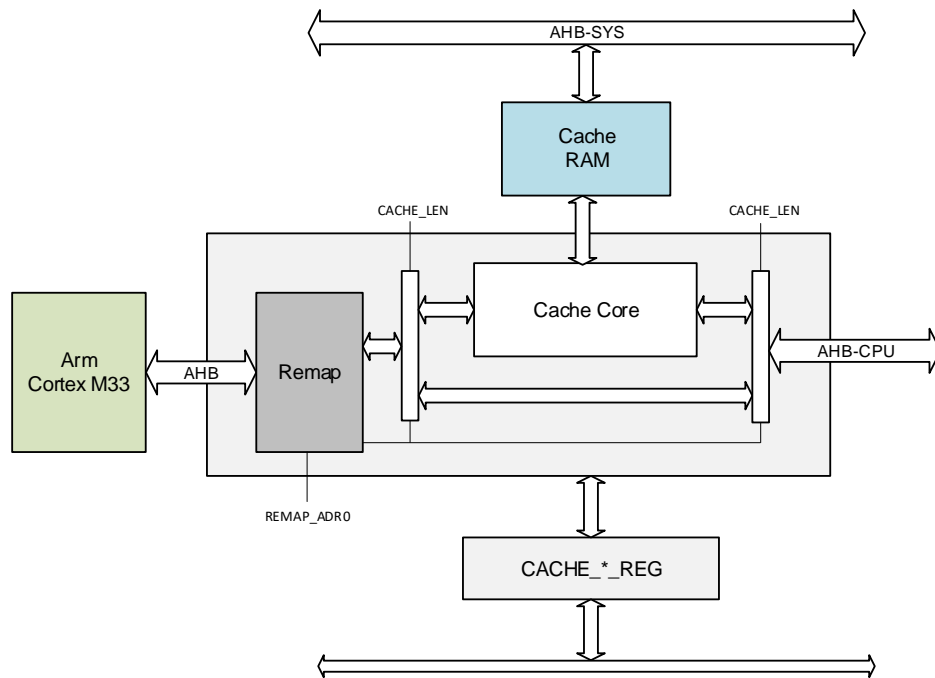 AHB-SYS
Cache
RAM
CACHE_LEN
CACHE_LEN
Cache Core
Arm
Cortex M33
AHB
Remap
AHB-CPU
REMAP_ADR0
CACHE_*_REG